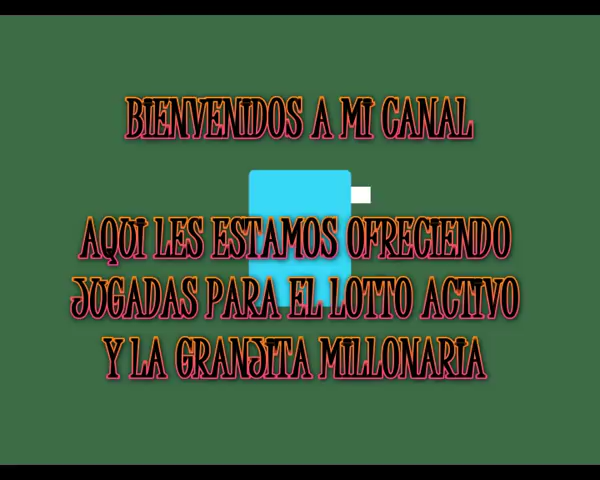 BIENVENIDOS A MI CANAL
AQUI LES ESTAMOS OFRECIENDO
JUGADAS PARA EL LOTTO ACTIVO
Y LA GRANJITA MILLONARIA